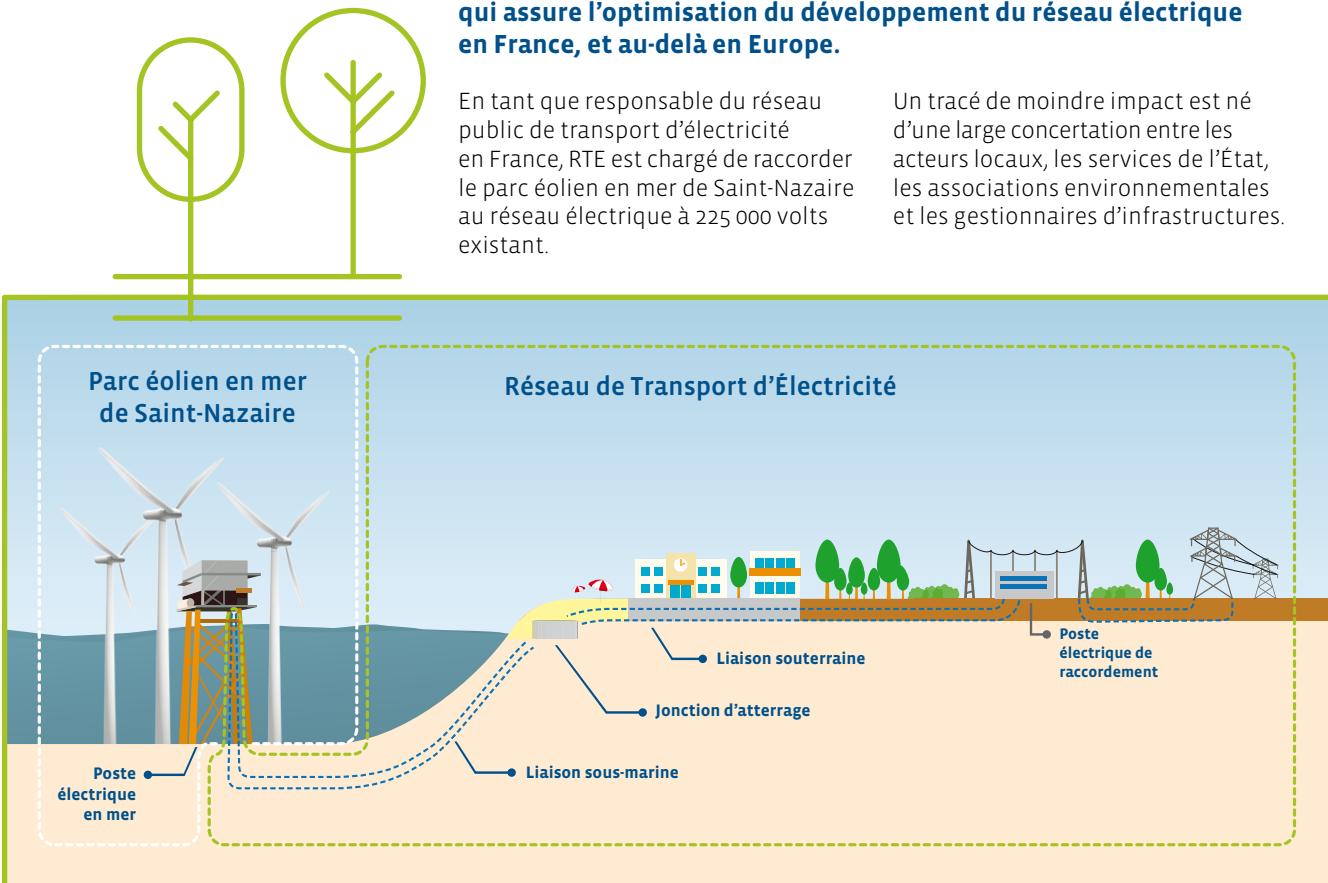 qui assure l’optimisation du développement du réseau électrique
en France, et au-delà en Europe.
En tant que responsable du réseau
public de transport d’électricité
en France, RTE est chargé de raccorder
le parc éolien en mer de Saint-Nazaire
au réseau électrique à 225 000 volts
existant.
Un tracé de moindre impact est né
d’une large concertation entre les
acteurs locaux, les services de l’État,
les associations environnementales
et les gestionnaires d’infrastructures.
Parc éolien en mer
de Saint-Nazaire
Réseau de Transport d’Électricité
Poste
électrique de
raccordement
Liaison souterraine
Jonction d’atterrage
Liaison sous-marine
Poste
électrique
en mer